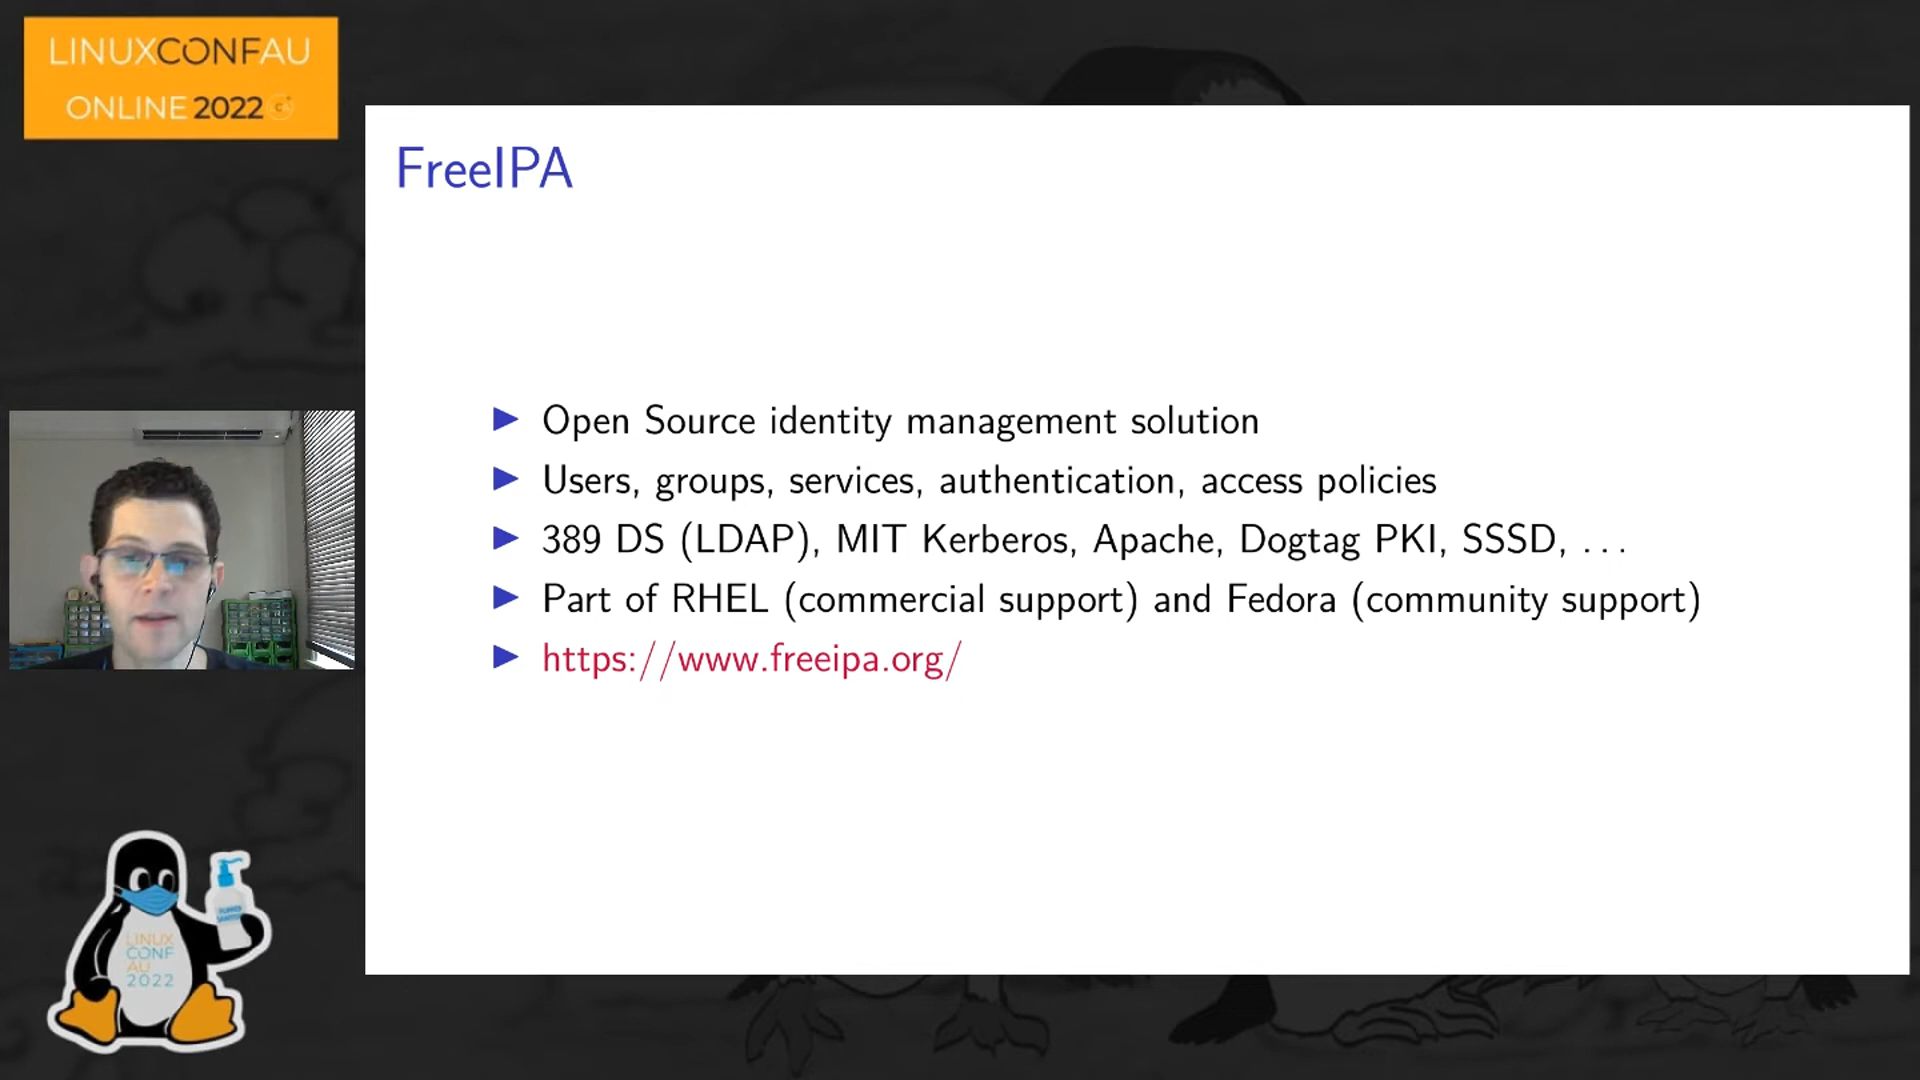 LINUXCONFAU
ONLINE 2022
FreeIPA
Open Source identity management solution
Users, groups, services, authentication, access policies
389 DS (LDAP), MIT Kerberos, Apache, Dogtag PKI, SSSD, ...
Part of RHEL (commercial support) and Fedora (community support)
https://www.freeipa.org/
LINUX
CONF
AU
2022